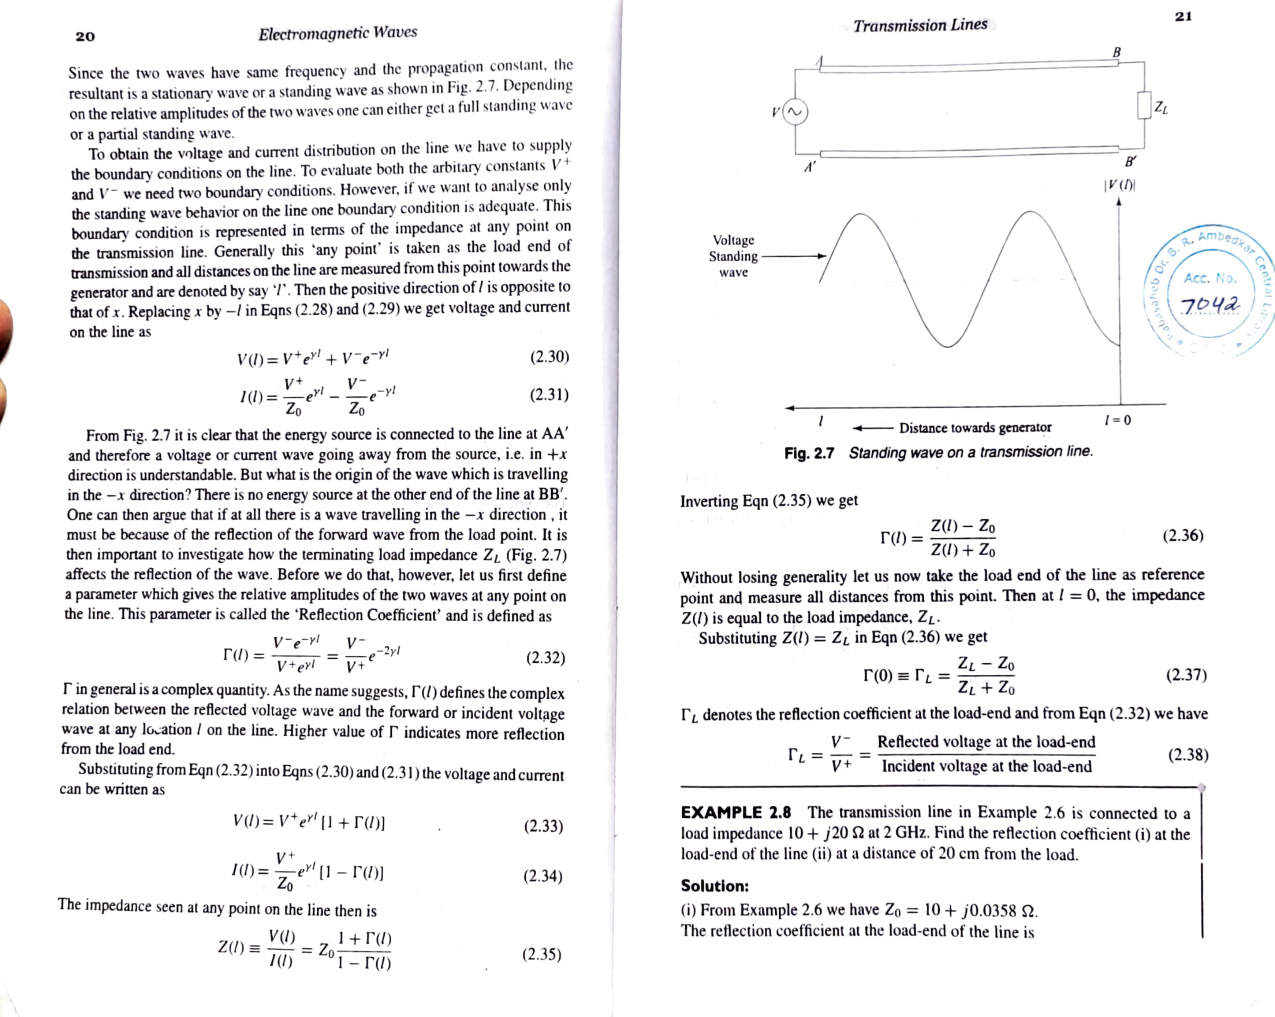 20
Electromagnetic Waves
Since the two waves have same frequency and the propagation constant, the
resultant is a stationary wave or a standing wave as shown in Fig. 2.7. Depending
on the relative amplitudes of the two waves one can either get a full standing wave
or a partial standing wave.
To obtain the voltage and current distribution on the line we have to supply
the boundary conditions on the line. To evaluate both the arbitary constants V⁺
and V⁻ we need two boundary conditions. However, if we want to analyse only
the standing wave behavior on the line one boundary condition is adequate. This
boundary condition is represented in terms of the impedance at any point on
the transmission line. Generally this 'any point' is taken as the load end of
transmission and all distances on the line are measured from this point towards the
generator and are denoted by say 'l'. Then the positive direction of l is opposite to
that of x. Replacing x by −l in Eqns (2.28) and (2.29) we get voltage and current
on the line as
V(l) = V⁺e^{γl} + V⁻e^{−γl} (2.30)
I(l) = V⁺/Z₀ e^{γl} − V⁻/Z₀ e^{−γl} (2.31)
From Fig. 2.7 it is clear that the energy source is connected to the line at AA′
and therefore a voltage or current wave going away from the source, i.e. in +x
direction is understandable. But what is the origin of the wave which is travelling
in the −x direction? There is no energy source at the other end of the line at BB′.
One can then argue that if at all there is a wave travelling in the −x direction , it
must be because of the reflection of the forward wave from the load point. It is
then important to investigate how the terminating load impedance Z_L (Fig. 2.7)
affects the reflection of the wave. Before we do that, however, let us first define
a parameter which gives the relative amplitudes of the two waves at any point on
the line. This parameter is called the 'Reflection Coefficient' and is defined as
Γ(l) = V⁻e^{−γl}/V⁺e^{γl} = V⁻/V⁺ e^{−2γl} (2.32)
Γ in general is a complex quantity. As the name suggests, Γ(l) defines the complex
relation between the reflected voltage wave and the forward or incident voltage
wave at any location l on the line. Higher value of Γ indicates more reflection
from the load end.
Substituting from Eqn (2.32) into Eqns (2.30) and (2.31) the voltage and current
can be written as
V(l) = V⁺e^{γl} [1 + Γ(l)] (2.33)
I(l) = V⁺/Z₀ e^{γl} [1 − Γ(l)] (2.34)
The impedance seen at any point on the line then is
Z(l) ≡ V(l)/I(l) = Z₀ (1 + Γ(l))/(1 − Γ(l)) (2.35)
Transmission Lines
21
A
B
V
Z_L
A′
B′
|V(l)|
Voltage
Standing
wave
Babasaheb Dr. B. R. Ambedkar Central
Acc. No.
7042
l
l = 0
Distance towards generator
Fig. 2.7 Standing wave on a transmission line.
Inverting Eqn (2.35) we get
Γ(l) = (Z(l) − Z₀)/(Z(l) + Z₀) (2.36)
Without losing generality let us now take the load end of the line as reference
point and measure all distances from this point. Then at l = 0, the impedance
Z(l) is equal to the load impedance, Z_L.
Substituting Z(l) = Z_L in Eqn (2.36) we get
Γ(0) ≡ Γ_L = (Z_L − Z₀)/(Z_L + Z₀) (2.37)
Γ_L denotes the reflection coefficient at the load-end and from Eqn (2.32) we have
Γ_L = V⁻/V⁺ = Reflected voltage at the load-end/Incident voltage at the load-end (2.38)
EXAMPLE 2.8 The transmission line in Example 2.6 is connected to a
load impedance 10 + j20 Ω at 2 GHz. Find the reflection coefficient (i) at the
load-end of the line (ii) at a distance of 20 cm from the load.
Solution:
(i) From Example 2.6 we have Z₀ = 10 + j0.0358 Ω.
The reflection coefficient at the load-end of the line is